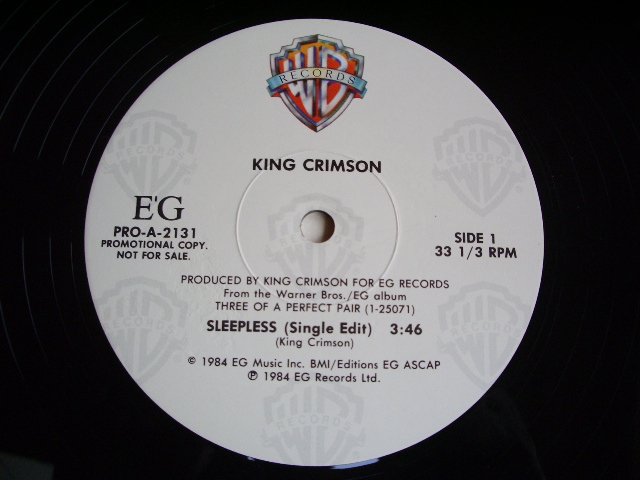 WB
RECORDS
KING CRIMSON
E'G
PRO-A-2131
PROMOTIONAL COPY.
NOT FOR SALE.
SIDE 1
33 1/3 RPM
PRODUCED BY KING CRIMSON FOR EG RECORDS
From the Warner Bros./EG album
THREE OF A PERFECT PAIR (1-25071)
SLEEPLESS (Single Edit) 3:46
(King Crimson)
© 1984 EG Music Inc. BMI/Editions EG ASCAP
℗ 1984 EG Records Ltd.